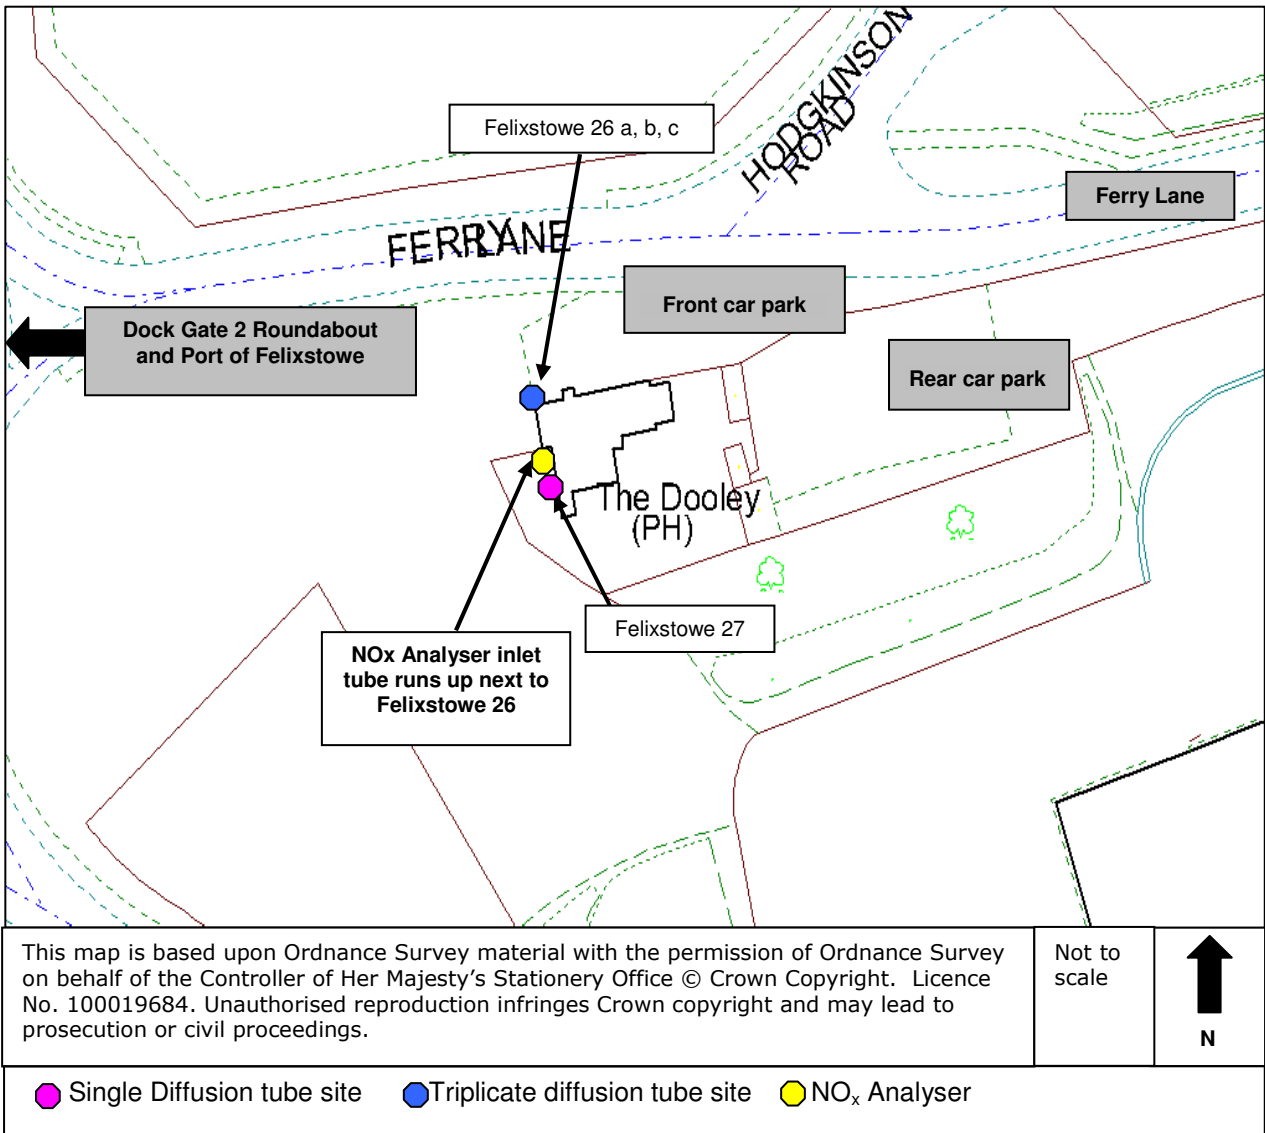 HODGKINSON
ROAD
Felixstowe 26 a, b, c
Ferry Lane
FERRY LANE
Front car park
Dock Gate 2 Roundabout
and Port of Felixstowe
Rear car park
The Dooley
(PH)
Felixstowe 27
NOx Analyser inlet
tube runs up next to
Felixstowe 26
This map is based upon Ordnance Survey material with the permission of Ordnance Survey
on behalf of the Controller of Her Majesty's Stationery Office © Crown Copyright. Licence
No. 100019684. Unauthorised reproduction infringes Crown copyright and may lead to
prosecution or civil proceedings.
Not to
scale
N
Single Diffusion tube site
Triplicate diffusion tube site
NOx Analyser